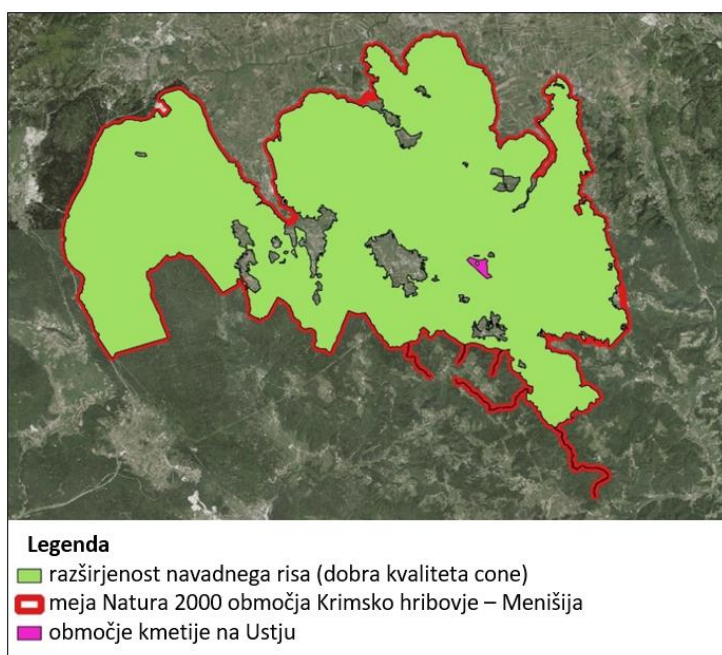 Legenda
razširjenost navadnega risa (dobra kvaliteta cone)
meja Natura 2000 območja Krimsko hribovje – Menišija
območje kmetije na Ustju